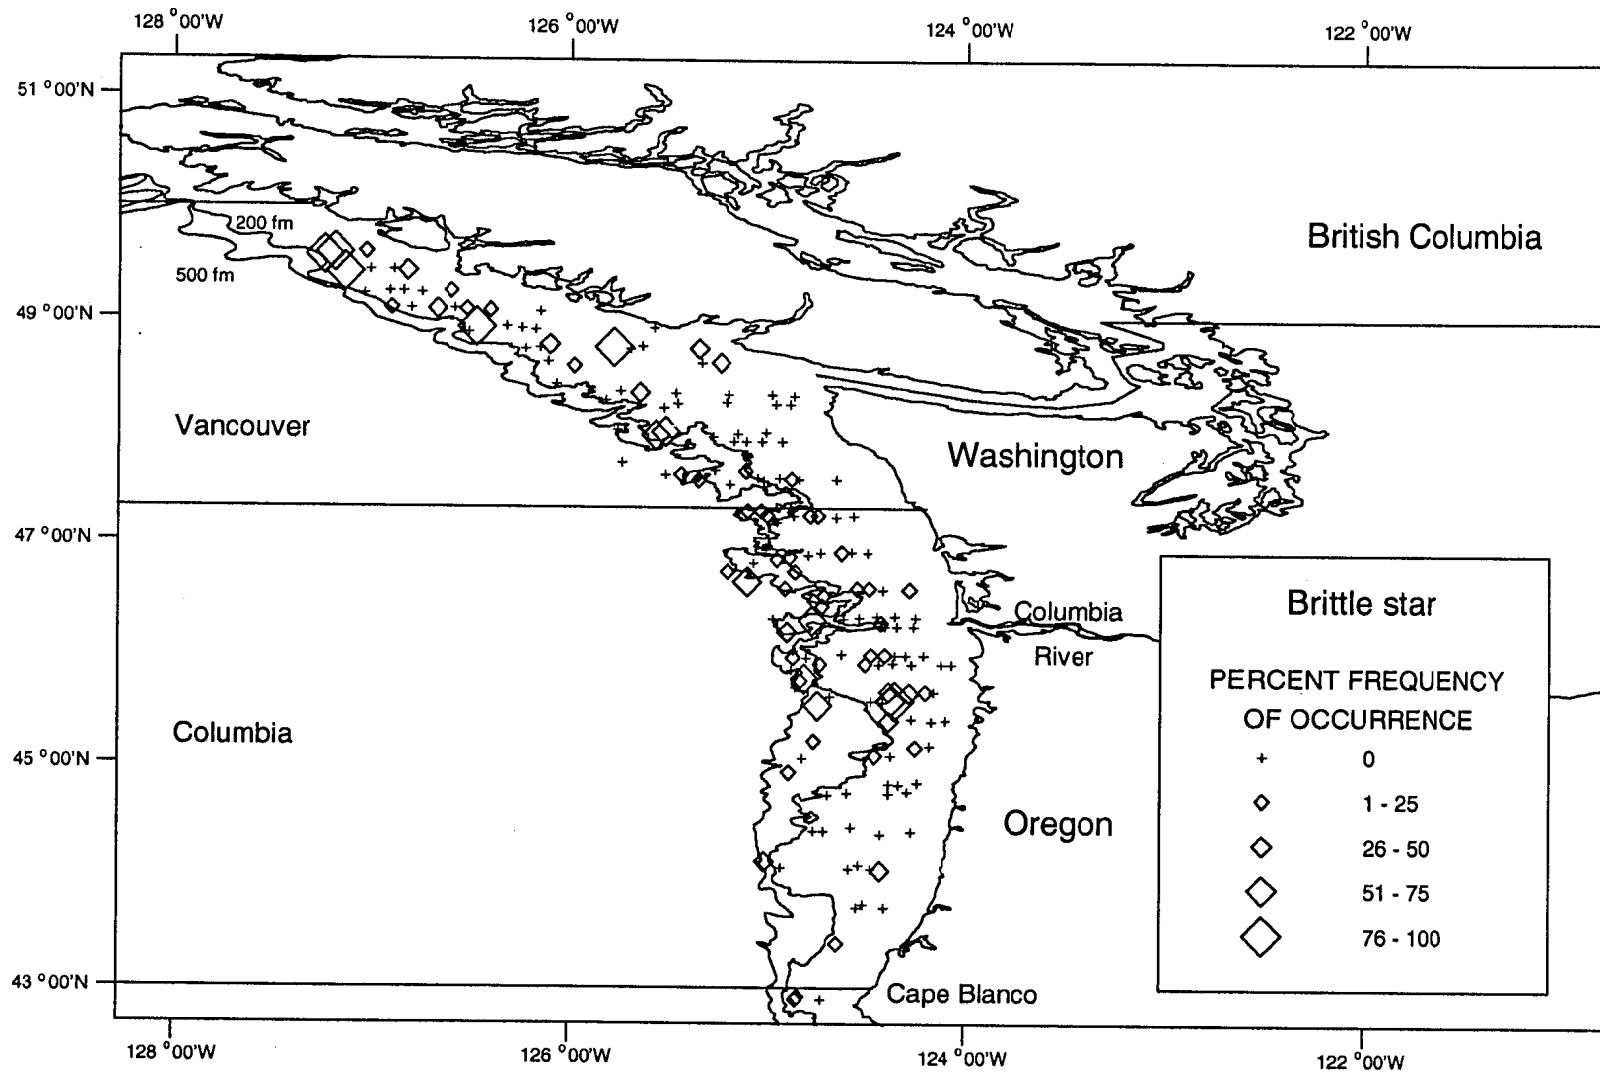 128 °00'W
126 °00'W
124 °00'W
122 °00'W
51 °00'N
200 fm
British Columbia
500 fm
49 °00'N
Vancouver
Washington
47 °00'N
Columbia
River
Brittle star
PERCENT FREQUENCY
OF OCCURRENCE
0
1 - 25
26 - 50
51 - 75
76 - 100
Columbia
45 °00'N
Oregon
43 °00'N
Cape Blanco
128 °00'W
126 °00'W
124 °00'W
122 °00'W